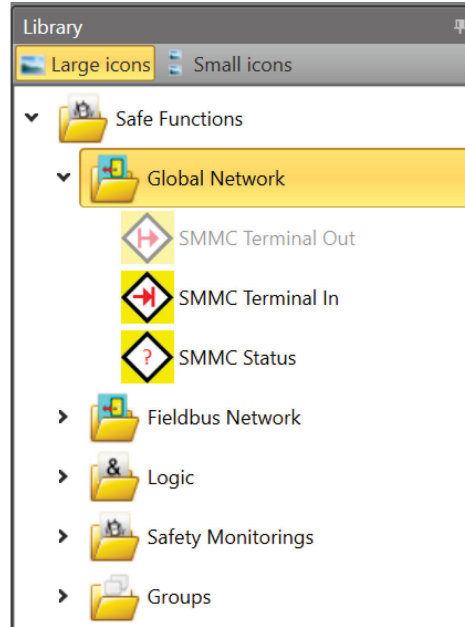 Library
Large icons Small icons
Safe Functions
Global Network
SMMC Terminal Out
SMMC Terminal In
? SMMC Status
Fieldbus Network
& Logic
Safety Monitorings
Groups